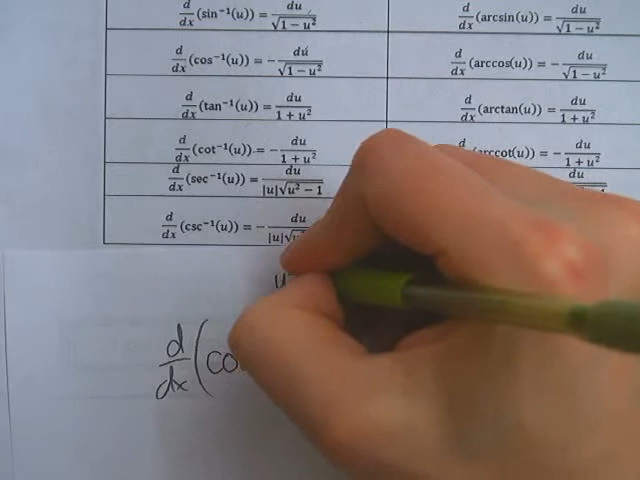 d/dx (sin⁻¹(u)) = du/√(1 − u²) d/dx (arcsin(u)) = du/√(1 − u²)
d/dx (cos⁻¹(u)) = − du/√(1 − u²) d/dx (arccos(u)) = − du/√(1 − u²)
d/dx (tan⁻¹(u)) = du/(1 + u²) d/dx (arctan(u)) = du/(1 + u²)
d/dx (cot⁻¹(u)) = − du/(1 + u²) (arccot(u)) = − du/(1 + u²)
d/dx (sec⁻¹(u)) = du/(|u|√(u² − 1)) du
d/dx (csc⁻¹(u)) = − du/|u|√
u
d/dx (co